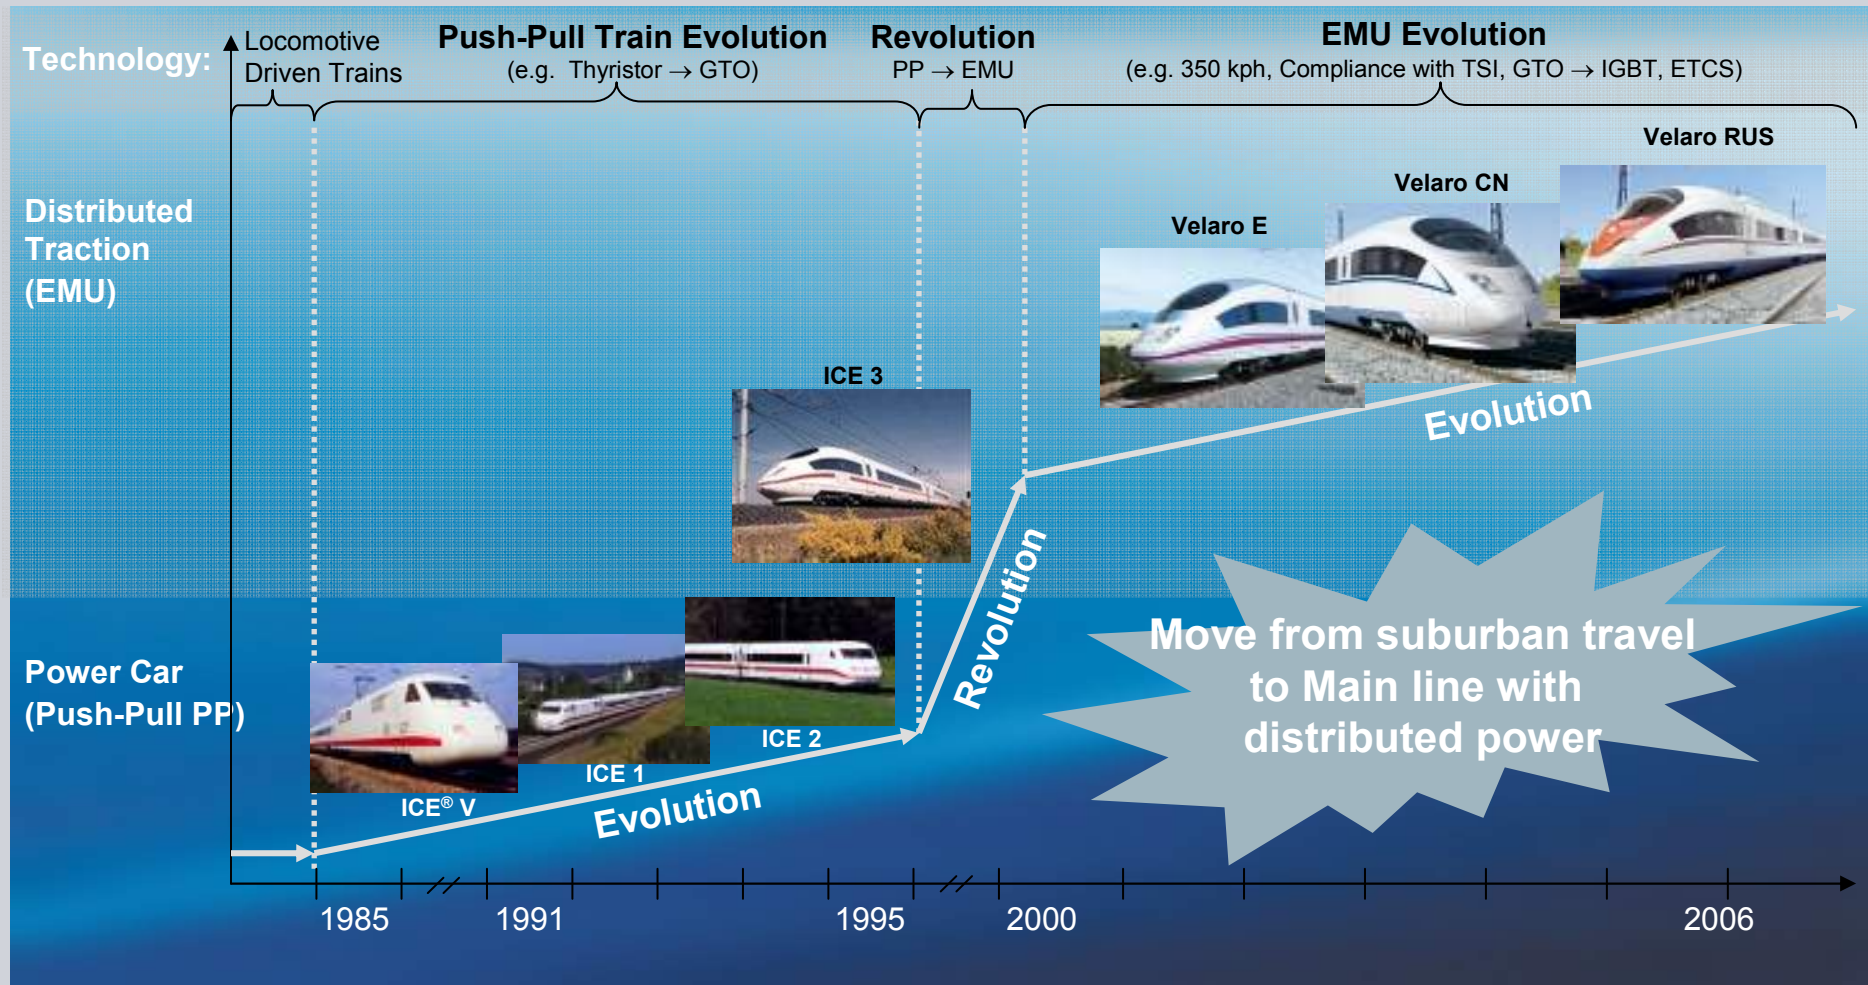 Technology:
Locomotive
Driven Trains
Push-Pull Train Evolution
(e.g. Thyristor → GTO)
Revolution
PP → EMU
EMU Evolution
(e.g. 350 kph, Compliance with TSI, GTO → IGBT, ETCS)
Velaro RUS
Velaro CN
Velaro E
Distributed
Traction
(EMU)
ICE 3
Evolution
Revolution
Move from suburban travel
to Main line with
distributed power
Power Car
(Push-Pull PP)
ICE 2
ICE 1
ICE® V
Evolution
1985
1991
1995
2000
2006